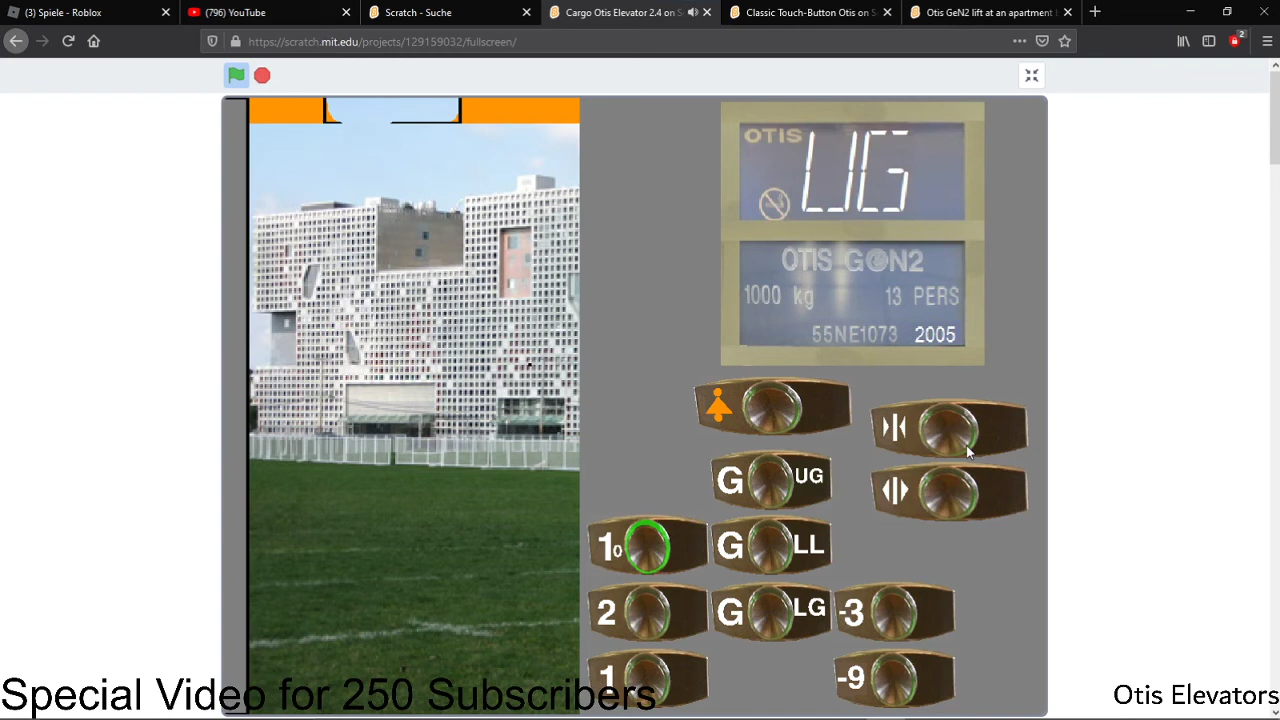 (3) Spiele - Roblox
(796) YouTube
Scratch - Suche
Cargo Otis Elevator 2.4 on S
Classic Touch-Button Otis on S
Otis GeN2 lift at an apartment
https://scratch.mit.edu/projects/129159032/fullscreen/
2
OTIS
UG
OTIS GEN2
1000 kg 13 PERS
55NE1073 2005
G UG
10 G LL
2 G LG -3
1 -9
Special Video for 250 Subscribers
Otis Elevators